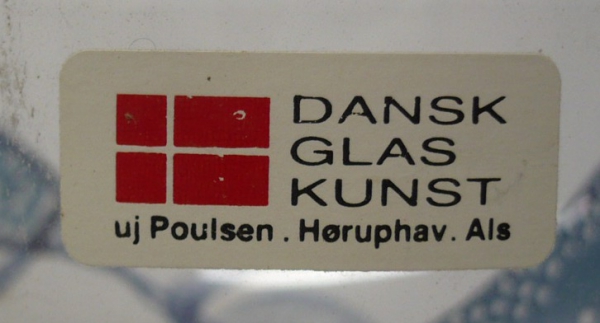 DANSK
GLAS
KUNST
uj Poulsen . Høruphav. Als